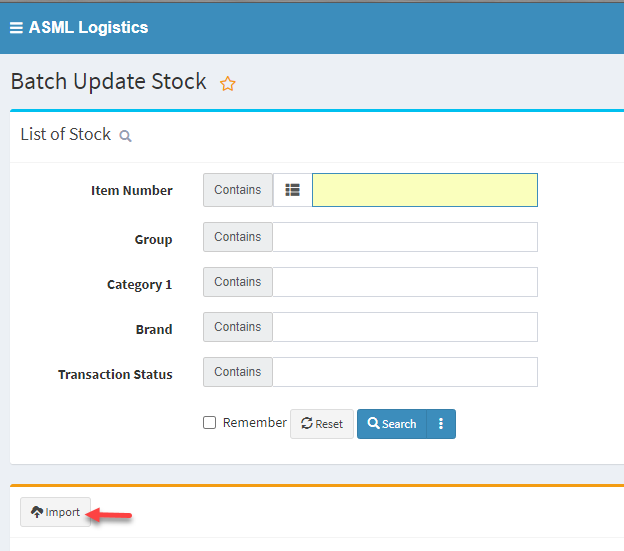 ASML Logistics
Batch Update Stock
List of Stock
Item Number Contains
Group Contains
Category 1 Contains
Brand Contains
Transaction Status Contains
Remember Reset Search
Import